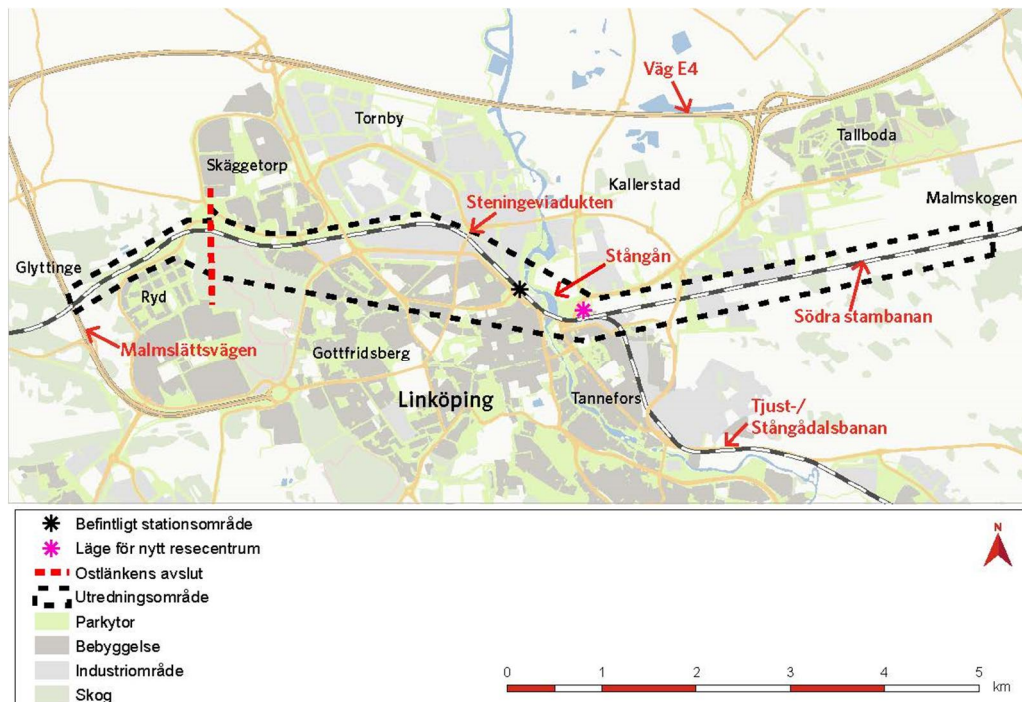 Väg E4
Tornby
Tallboda
Skäggetorp
Kallerstad
Malmskogen
Steningeviadukten
Stångån
Glyttinge
Ryd
Södra stambanan
Malmslättsvägen
Gottfridsberg
Linköping
Tannefors
Tjust-/
Stångådalsbanan
Befintligt stationsområde
Läge för nytt resecentrum
Ostlänkens avslut
Utredningsområde
Parkytor
Bebyggelse
Industriområde
Skog
N
0 1 2 3 4 5
km